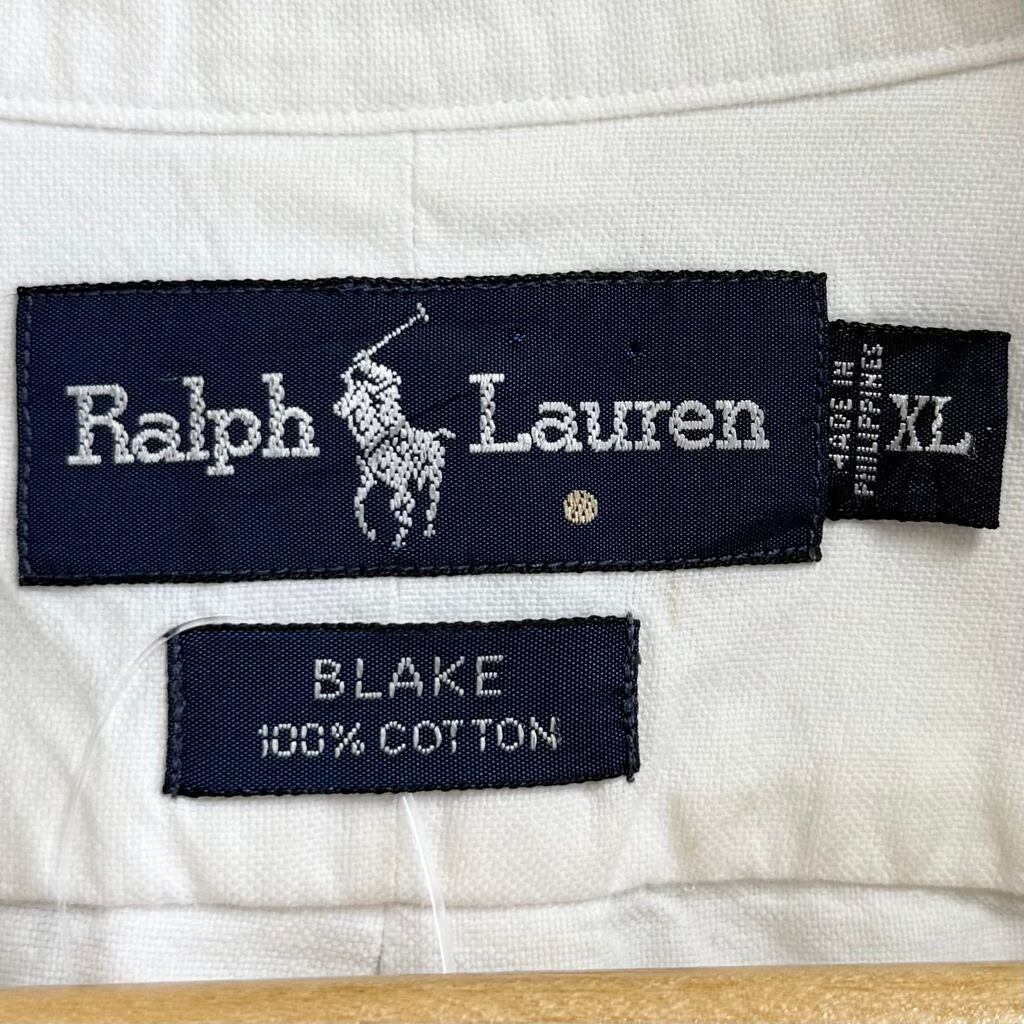 Ralph Lauren
MADE IN
PHILIPPINES
XL
BLAKE
100% COTTON